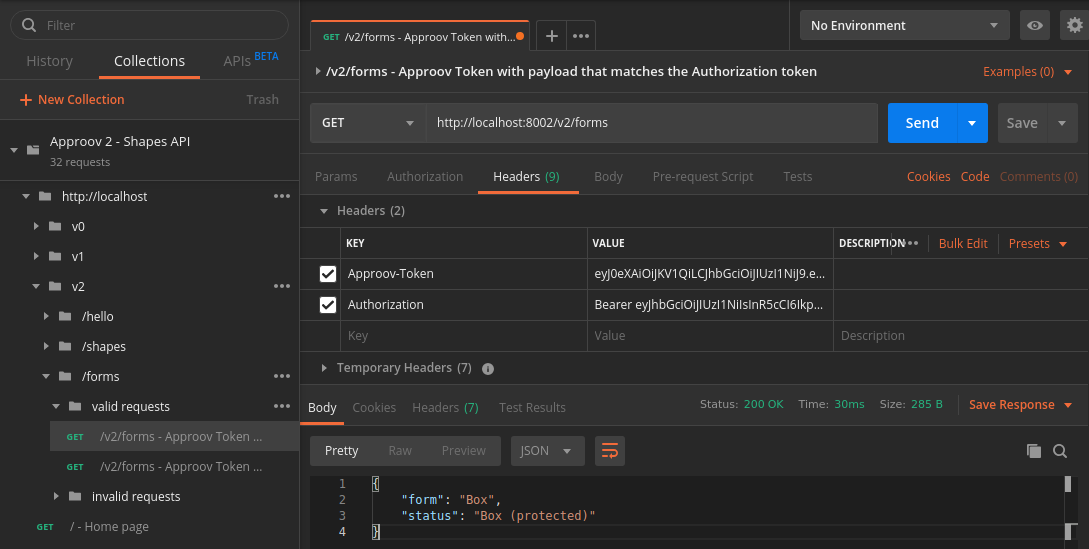 Filter
History Collections APIs BETA
+ New Collection Trash
Approov 2 - Shapes API
32 requests
http://localhost •••
v0
v1
v2 •••
/hello
/shapes
/forms •••
valid requests •••
GET /v2/forms - Approov Token ...
GET /v2/forms - Approov Token ...
invalid requests
GET / - Home page
GET /v2/forms - Approov Token with... + •••
No Environment
/v2/forms - Approov Token with payload that matches the Authorization token Examples (0)
GET http://localhost:8002/v2/forms Send Save
Params Authorization Headers (9) Body Pre-request Script Tests Cookies Code Comments (0)
Headers (2)
KEY VALUE DESCRIPTION ••• Bulk Edit Presets
Approov-Token eyJ0eXAiOiJKV1QiLCJhbGciOiJIUzI1NiJ9.e...
Authorization Bearer eyJhbGciOiJIUzI1NiIsInR5cCI6Ikp...
Key Value Description
Temporary Headers (7) i
Body Cookies Headers (7) Test Results Status: 200 OK Time: 30ms Size: 285 B Save Response
Pretty Raw Preview JSON
1 {
2 "form": "Box",
3 "status": "Box (protected)"
4 }